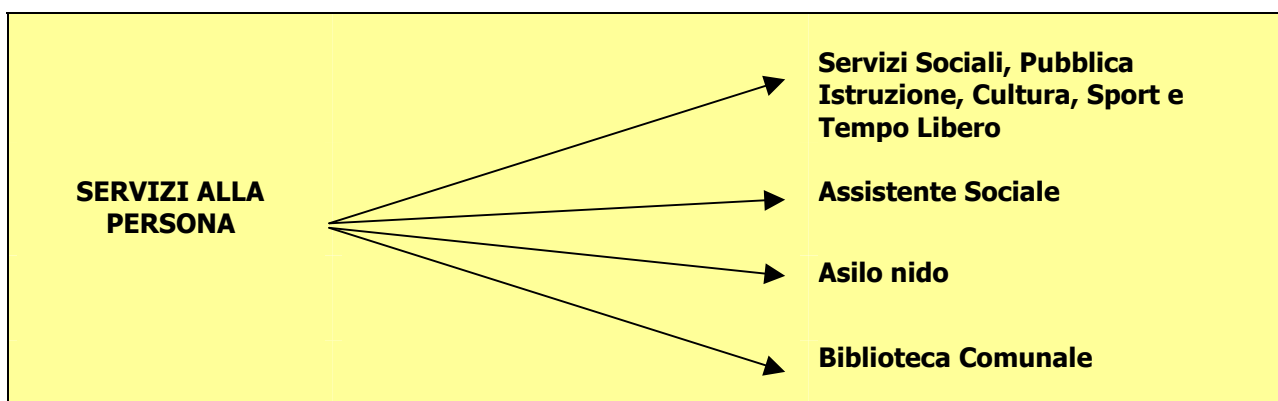 SERVIZI ALLA
PERSONA
Servizi Sociali, Pubblica
Istruzione, Cultura, Sport e
Tempo Libero
Assistente Sociale
Asilo nido
Biblioteca Comunale